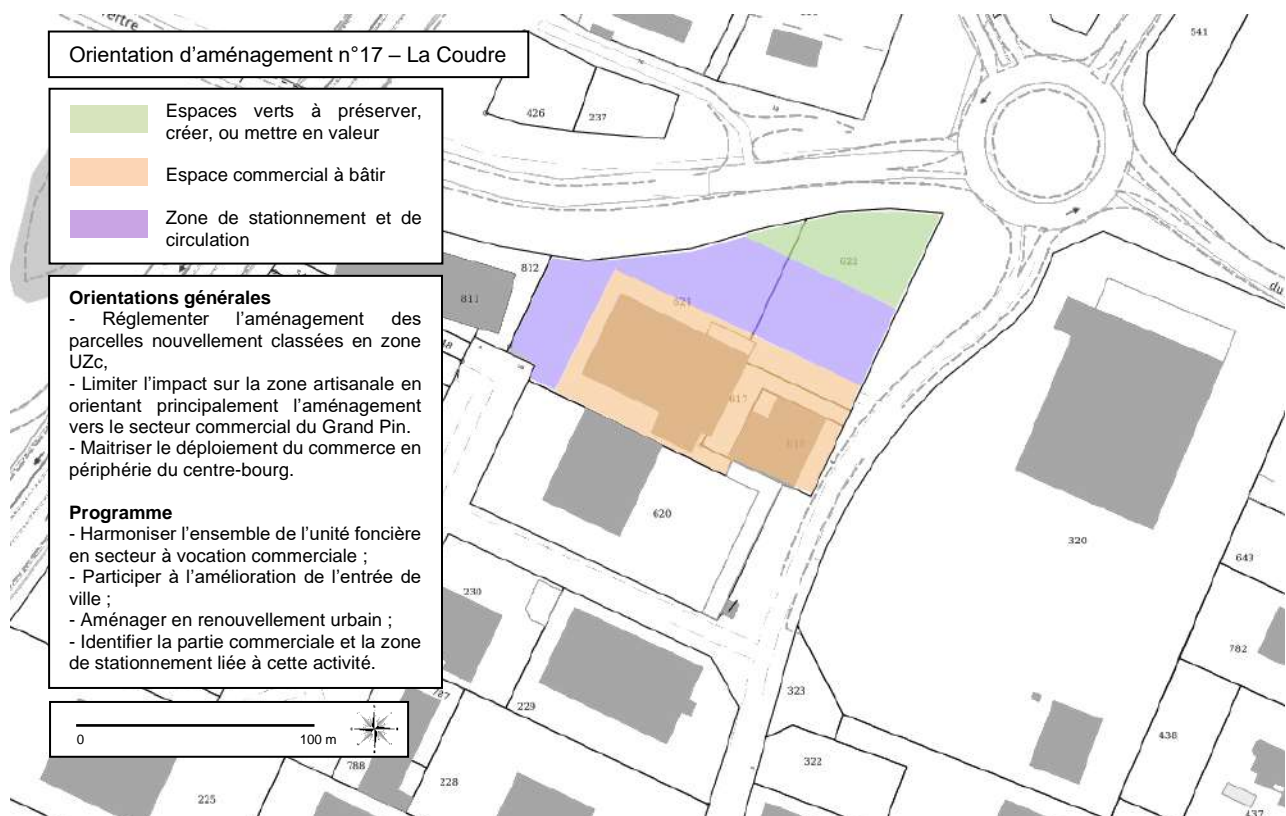 Orientation d'aménagement n°17 – La Coudre
Espaces verts à préserver,
créer, ou mettre en valeur
Espace commercial à bâtir
Zone de stationnement et de
circulation
Orientations générales
- Réglementer l'aménagement des
parcelles nouvellement classées en zone
UZc,
- Limiter l'impact sur la zone artisanale en
orientant principalement l'aménagement
vers le secteur commercial du Grand Pin.
- Maitriser le déploiement du commerce en
périphérie du centre-bourg.
Programme
- Harmoniser l'ensemble de l'unité foncière
en secteur à vocation commerciale ;
- Participer à l'amélioration de l'entrée de
ville ;
- Aménager en renouvellement urbain ;
- Identifier la partie commerciale et la zone
de stationnement liée à cette activité.
0 100 m
541
426
237
812
811
621
617
620
320
643
230
782
787
229
323
438
788
322
228
225
437
du